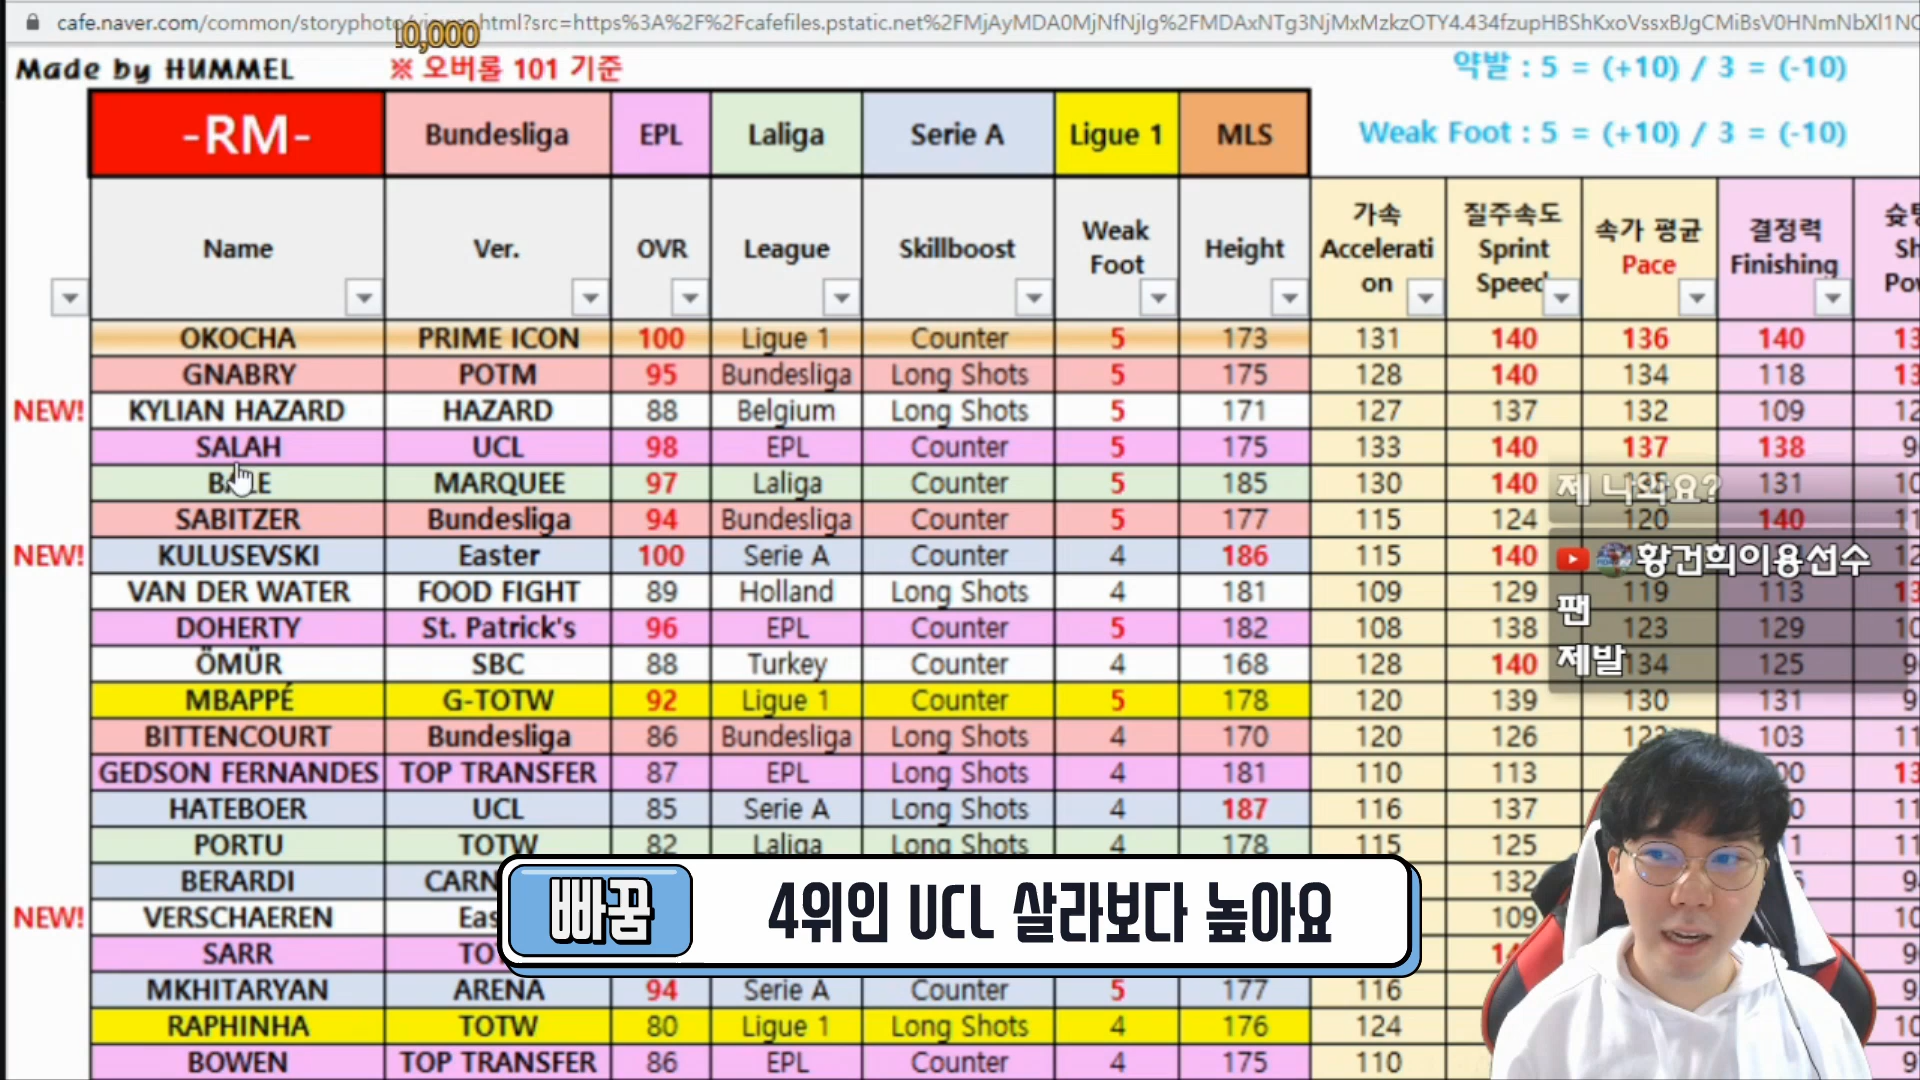 cafe.naver.com/common/storyphoto/viewer.html?src=https%3A%2F%2Fcafefiles.pstatic.net%2FMjAyMDA0MjNfNjIg%2FMDAxNTg3NjMxMzkzOTY4.434fzupHBShKxoVssxBJgCMiBsV0HNmNbXl1NC
10,000
Made by HUMMEL ※ 오버롤 101 기준 약발 : 5 = (+10) / 3 = (-10)
-RM- Bundesliga EPL Laliga Serie A Ligue 1 MLS Weak Foot : 5 = (+10) / 3 = (-10)
Name Ver. OVR League Skillboost Weak Foot Height 가속 Acceleration 질주속도 Sprint Speed 속가 평균 Pace 결정력 Finishing
OKOCHA PRIME ICON 100 Ligue 1 Counter 5 173 131 140 136 140
GNABRY POTM 95 Bundesliga Long Shots 5 175 128 140 134 118
NEW! KYLIAN HAZARD HAZARD 88 Belgium Long Shots 5 171 127 137 132 109
SALAH UCL 98 EPL Counter 5 175 133 140 137 138
BALE MARQUEE 97 Laliga Counter 5 185 130 140 135 131
제 나와요?
SABITZER Bundesliga 94 Bundesliga Counter 5 177 115 124 120 140
NEW! KULUSEVSKI Easter 100 Serie A Counter 4 186 115 140
황건희이용선수
VAN DER WATER FOOD FIGHT 89 Holland Long Shots 4 181 109 129 119 113
팬
DOHERTY St. Patrick's 96 EPL Counter 5 182 108 138 123 129
제발
ÖMÜR SBC 88 Turkey Counter 4 168 128 140 134 125
MBAPPÉ G-TOTW 92 Ligue 1 Counter 5 178 120 139 130 131
BITTENCOURT Bundesliga 86 Bundesliga Long Shots 4 170 120 126 103
GEDSON FERNANDES TOP TRANSFER 87 EPL Long Shots 4 181 110 113
HATEBOER UCL 85 Serie A Long Shots 4 187 116 137
PORTU TOTW 82 Laliga Long Shots 4 178 115 125
BERARDI CARN 132
NEW! VERSCHAEREN Eas 109
빠꿈 4위인 UCL 살라보다 높아요
SARR TO
MKHITARYAN ARENA 94 Serie A Counter 5 177 116
RAPHINHA TOTW 80 Ligue 1 Long Shots 4 176 124
BOWEN TOP TRANSFER 86 EPL Counter 4 175 110